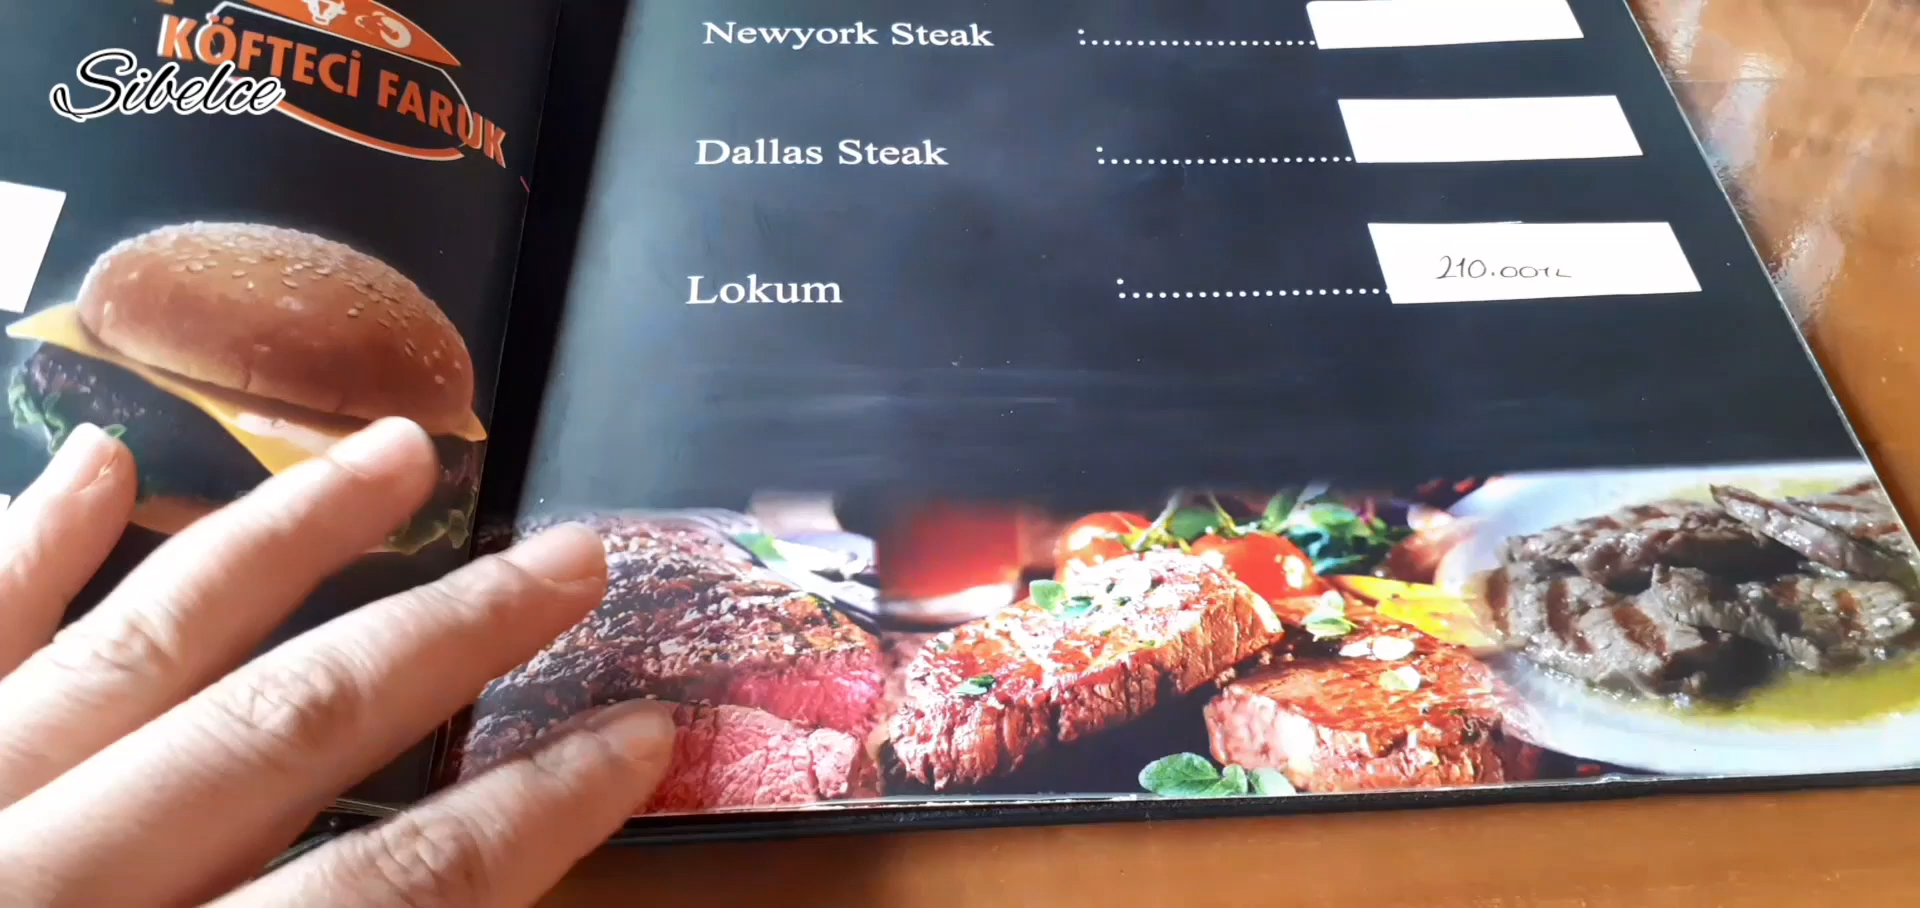 KÖFTECİ FARUK
Sibelce
Newyork Steak :
Dallas Steak :
Lokum : 210.00TL